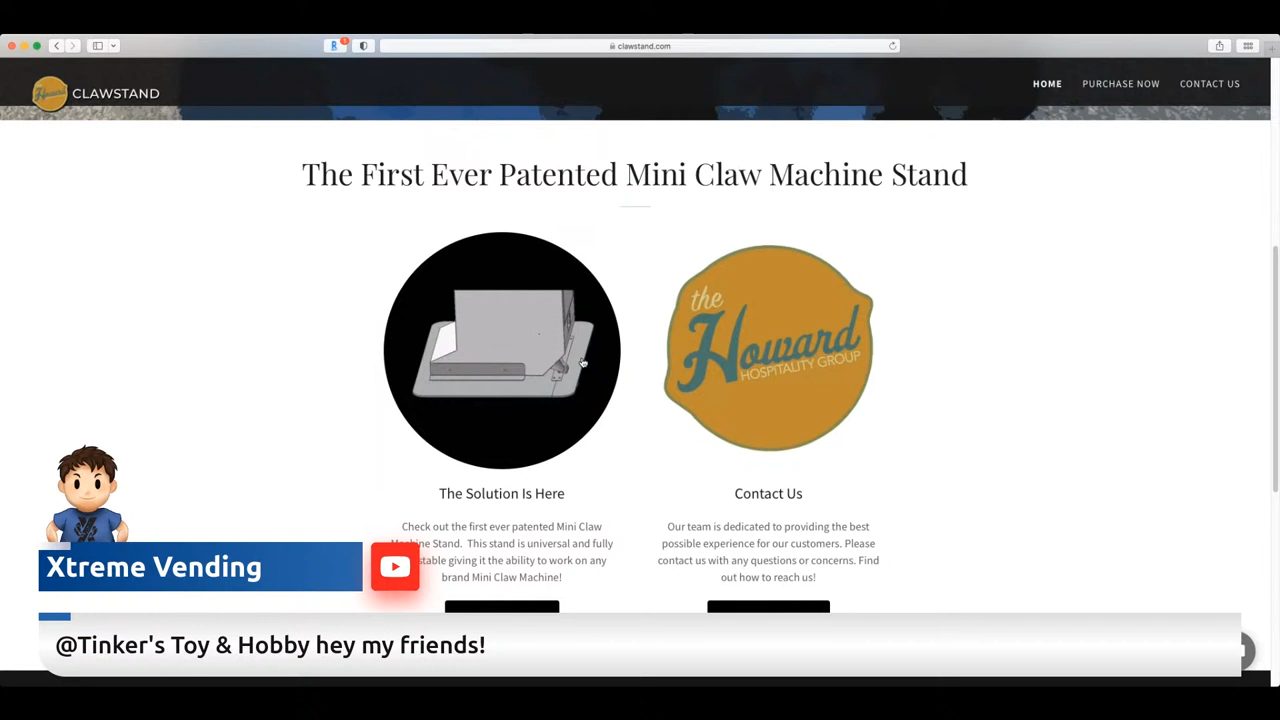 clawstand.com
Howard
CLAWSTAND
HOME
PURCHASE NOW
CONTACT US
The First Ever Patented Mini Claw Machine Stand
the
Howard
HOSPITALITY GROUP
The Solution Is Here
Check out the first ever patented Mini Claw
Machine Stand. This stand is universal and fully
stable giving it the ability to work on any
brand Mini Claw Machine!
Contact Us
Our team is dedicated to providing the best
possible experience for our customers. Please
contact us with any questions or concerns. Find
out how to reach us!
Xtreme Vending
@Tinker's Toy & Hobby hey my friends!